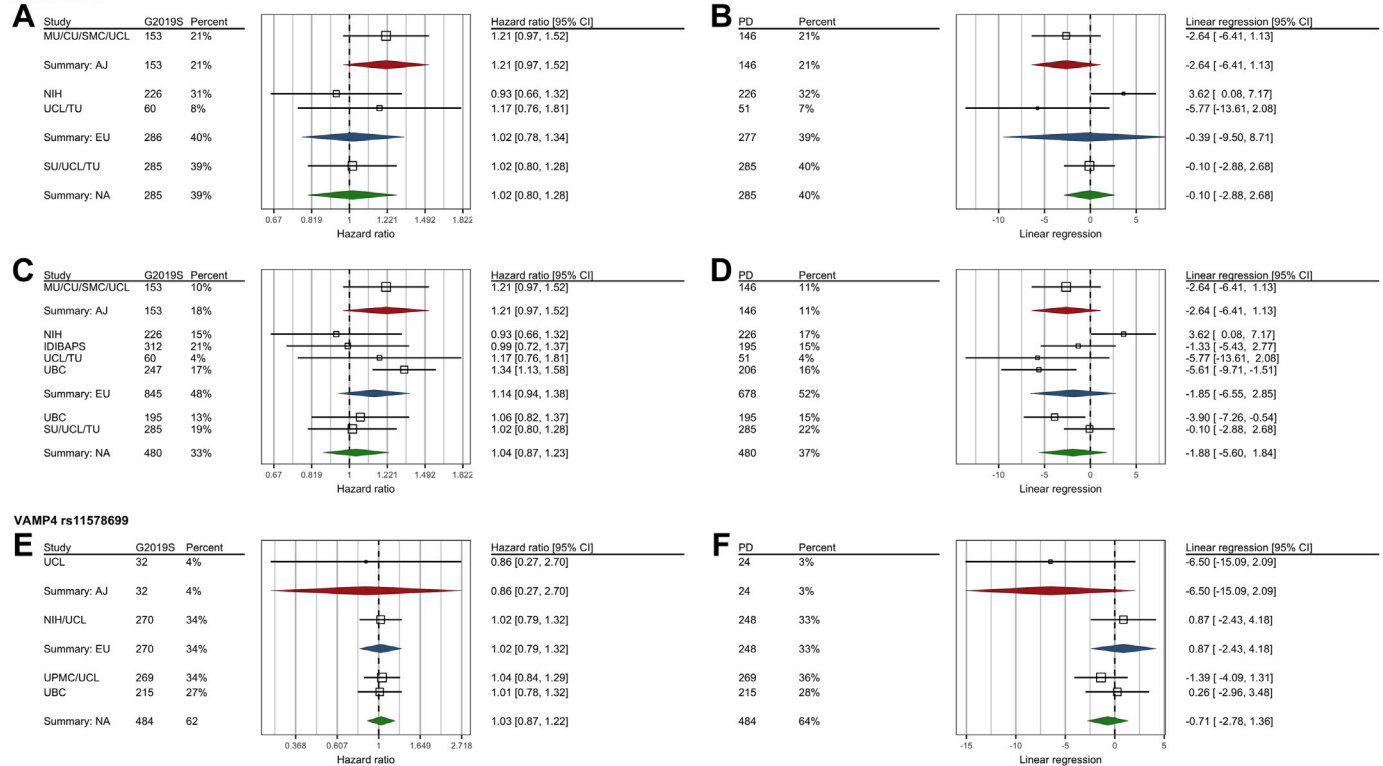 A
Study G2019S Percent Hazard ratio [95% CI]
MU/CU/SMC/UCL 153 21% 1.21 [0.97, 1.52]
Summary: AJ 153 21% 1.21 [0.97, 1.52]
NIH 226 31% 0.93 [0.66, 1.32]
UCL/TU 60 8% 1.17 [0.76, 1.81]
Summary: EU 286 40% 1.02 [0.78, 1.34]
SU/UCL/TU 285 39% 1.02 [0.80, 1.28]
Summary: NA 285 39% 1.02 [0.80, 1.28]
0.67 0.819 1 1.221 1.492 1.822
Hazard ratio
B
PD Percent Linear regression [95% CI]
146 21% -2.64 [ -6.41, 1.13]
146 21% -2.64 [ -6.41, 1.13]
226 32% 3.62 [ 0.08, 7.17]
51 7% -5.77 [-13.61, 2.08]
277 39% -0.39 [ -9.50, 8.71]
285 40% -0.10 [ -2.88, 2.68]
285 40% -0.10 [ -2.88, 2.68]
-10 -5 0 5
Linear regression
C
Study G2019S Percent Hazard ratio [95% CI]
MU/CU/SMC/UCL 153 10% 1.21 [0.97, 1.52]
Summary: AJ 153 18% 1.21 [0.97, 1.52]
NIH 226 15% 0.93 [0.66, 1.32]
IDIBAPS 312 21% 0.99 [0.72, 1.37]
UCL/TU 60 4% 1.17 [0.76, 1.81]
UBC 247 17% 1.34 [1.13, 1.58]
Summary: EU 845 48% 1.14 [0.94, 1.38]
UBC 195 13% 1.06 [0.82, 1.37]
SU/UCL/TU 285 19% 1.02 [0.80, 1.28]
Summary: NA 480 33% 1.04 [0.87, 1.23]
0.67 0.819 1 1.221 1.492 1.822
Hazard ratio
D
PD Percent Linear regression [95% CI]
146 11% -2.64 [ -6.41, 1.13]
146 11% -2.64 [ -6.41, 1.13]
226 17% 3.62 [ 0.08, 7.17]
195 15% -1.33 [ -5.43, 2.77]
51 4% -5.77 [-13.61, 2.08]
206 16% -5.61 [ -9.71, -1.51]
678 52% -1.85 [ -6.55, 2.85]
195 15% -3.90 [ -7.26, -0.54]
285 22% -0.10 [ -2.88, 2.68]
480 37% -1.88 [ -5.60, 1.84]
-10 -5 0 5
Linear regression
VAMP4 rs11578699
E
Study G2019S Percent Hazard ratio [95% CI]
UCL 32 4% 0.86 [0.27, 2.70]
Summary: AJ 32 4% 0.86 [0.27, 2.70]
NIH/UCL 270 34% 1.02 [0.79, 1.32]
Summary: EU 270 34% 1.02 [0.79, 1.32]
UPMC/UCL 269 34% 1.04 [0.84, 1.29]
UBC 215 27% 1.01 [0.78, 1.32]
Summary: NA 484 62 1.03 [0.87, 1.22]
0.368 0.607 1 1.649 2.718
Hazard ratio
F
PD Percent Linear regression [95% CI]
24 3% -6.50 [-15.09, 2.09]
24 3% -6.50 [-15.09, 2.09]
248 33% 0.87 [ -2.43, 4.18]
248 33% 0.87 [ -2.43, 4.18]
269 36% -1.39 [ -4.09, 1.31]
215 28% 0.26 [ -2.96, 3.48]
484 64% -0.71 [ -2.78, 1.36]
-15 -10 -5 0 5
Linear regression